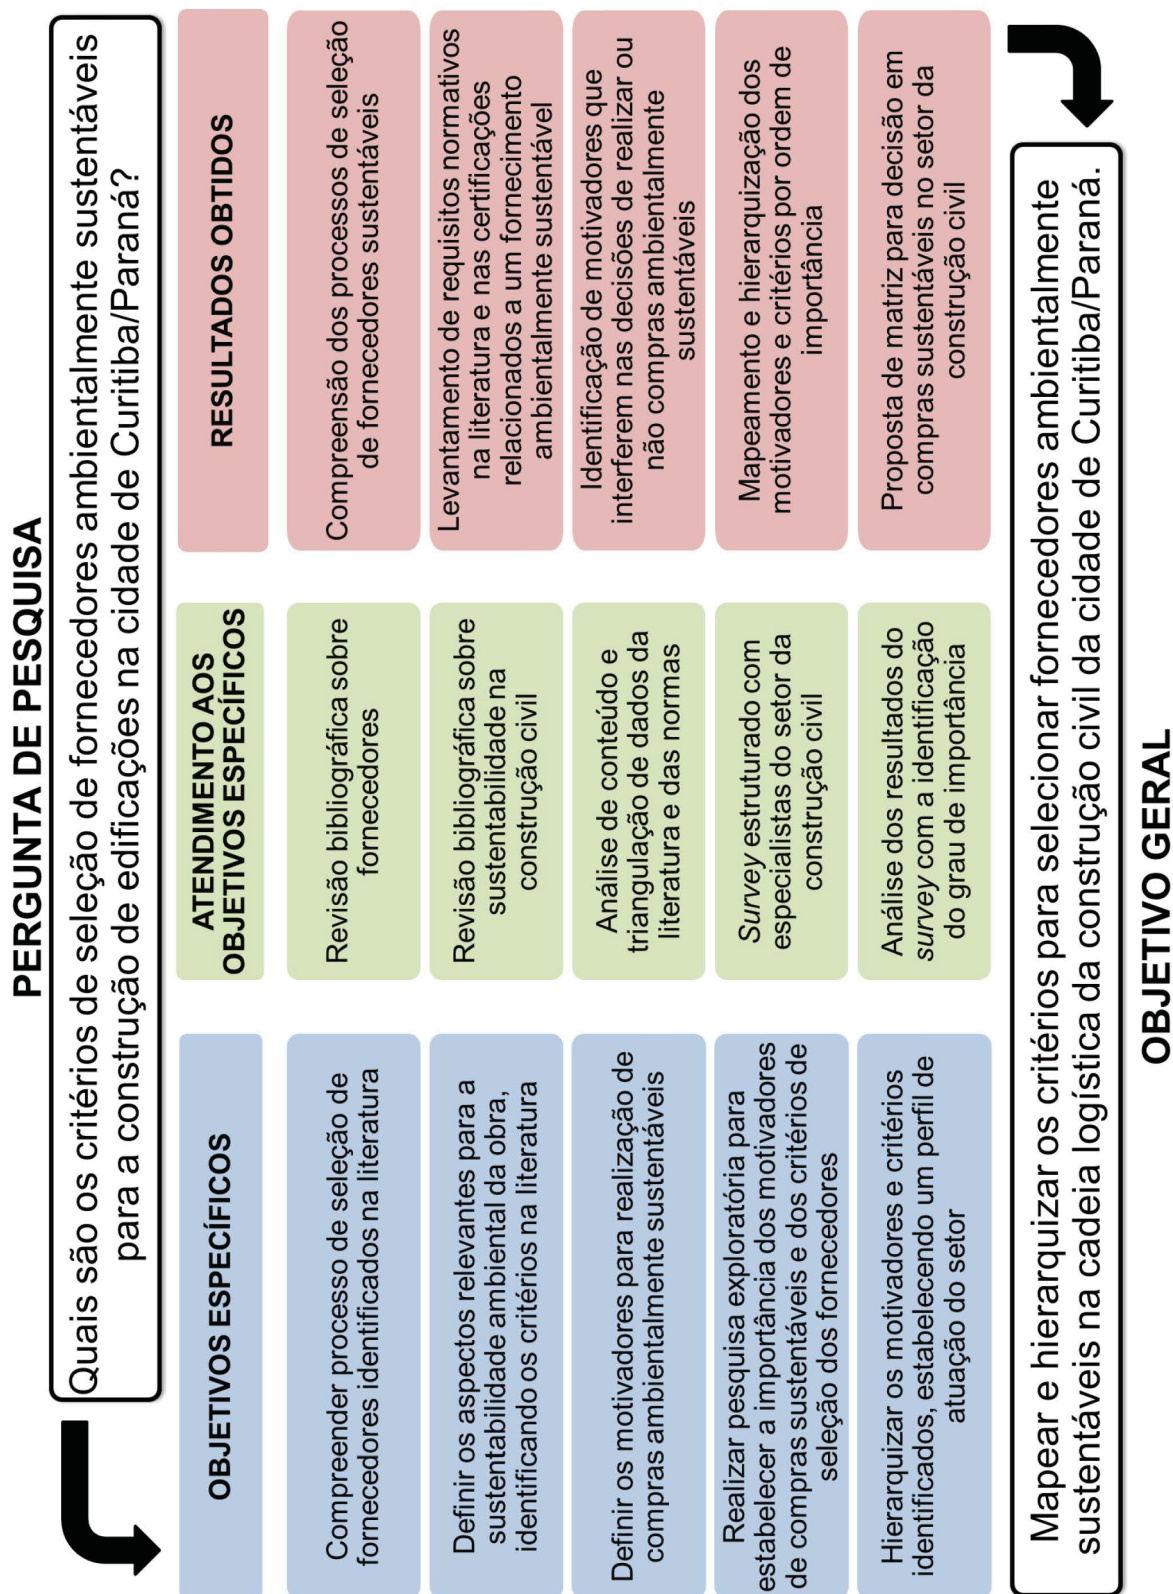 PERGUNTA DE PESQUISA
Quais são os critérios de seleção de fornecedores ambientalmente sustentáveis
para a construção de edificações na cidade de Curitiba/Paraná?
OBJETIVOS ESPECÍFICOS
ATENDIMENTO AOS
OBJETIVOS ESPECÍFICOS
RESULTADOS OBTIDOS
Compreender processo de seleção de
fornecedores identificados na literatura
Revisão bibliográfica sobre
fornecedores
Compreensão dos processos de seleção
de fornecedores sustentáveis
Definir os aspectos relevantes para a
sustentabilidade ambiental da obra,
identificando os critérios na literatura
Revisão bibliográfica sobre
sustentabilidade na
construção civil
Levantamento de requisitos normativos
na literatura e nas certificações
relacionados a um fornecimento
ambientalmente sustentável
Definir os motivadores para realização de
compras ambientalmente sustentáveis
Análise de conteúdo e
triangulação de dados da
literatura e das normas
Identificação de motivadores que
interferem nas decisões de realizar ou
não compras ambientalmente
sustentáveis
Realizar pesquisa exploratória para
estabelecer a importância dos motivadores
de compras sustentáveis e dos critérios de
seleção dos fornecedores
Survey estruturado com
especialistas do setor da
construção civil
Mapeamento e hierarquização dos
motivadores e critérios por ordem de
importância
Hierarquizar os motivadores e critérios
identificados, estabelecendo um perfil de
atuação do setor
Análise dos resultados do
survey com a identificação
do grau de importância
Proposta de matriz para decisão em
compras sustentáveis no setor da
construção civil
Mapear e hierarquizar os critérios para selecionar fornecedores ambientalmente
sustentáveis na cadeia logística da construção civil da cidade de Curitiba/Paraná.
OBJETIVO GERAL